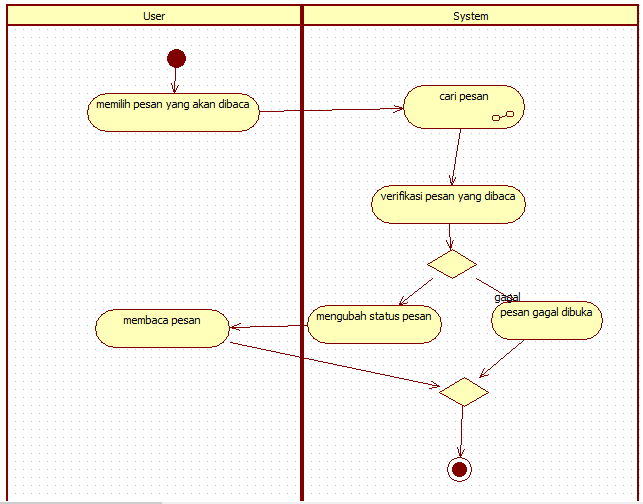 User
System
memilih pesan yang akan dibaca
cari pesan
verifikasi pesan yang dibaca
gagal
membaca pesan
mengubah status pesan
pesan gagal dibuka